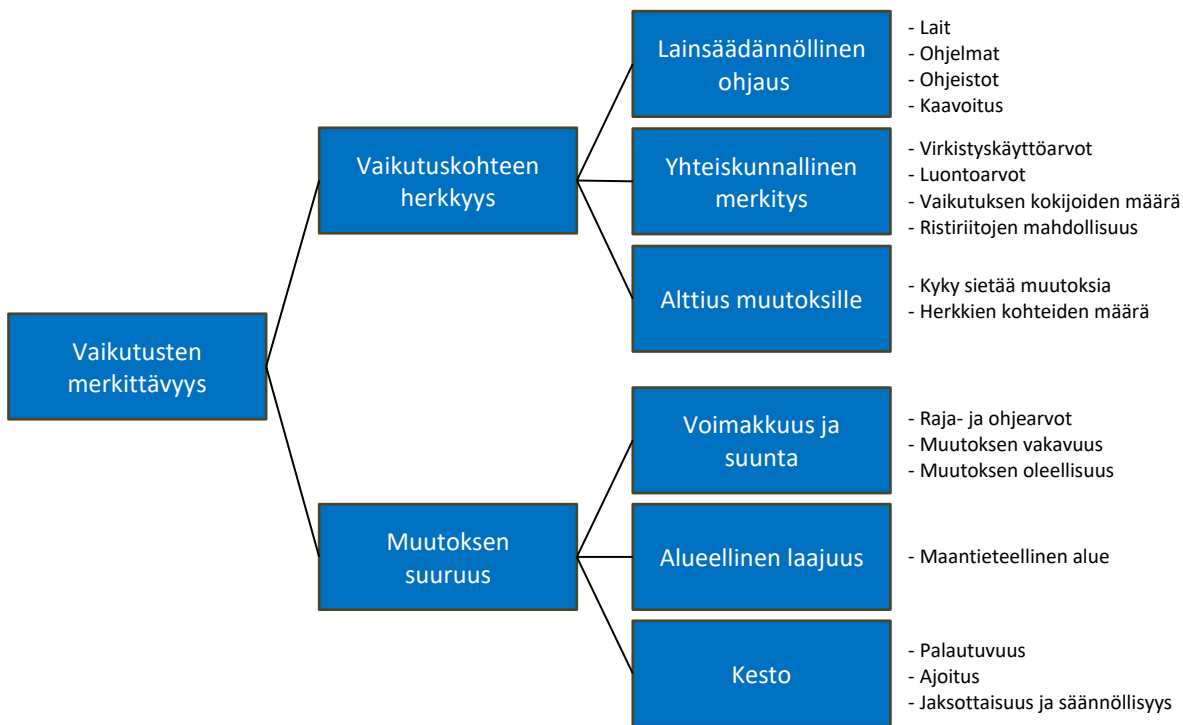 Lainsäädännöllinen
ohjaus
- Lait
- Ohjelmat
- Ohjeistot
- Kaavoitus
Vaikutuskohteen
herkkyys
Yhteiskunnallinen
merkitys
- Virkistyskäyttöarvot
- Luontoarvot
- Vaikutuksen kokijoiden määrä
- Ristiriitojen mahdollisuus
Alttius muutoksille
- Kyky sietää muutoksia
- Herkkien kohteiden määrä
Vaikutusten
merkittävyys
Voimakkuus ja
suunta
- Raja- ja ohjearvot
- Muutoksen vakavuus
- Muutoksen oleellisuus
Muutoksen
suuruus
Alueellinen laajuus
- Maantieteellinen alue
Kesto
- Palautuvuus
- Ajoitus
- Jaksottaisuus ja säännöllisyys